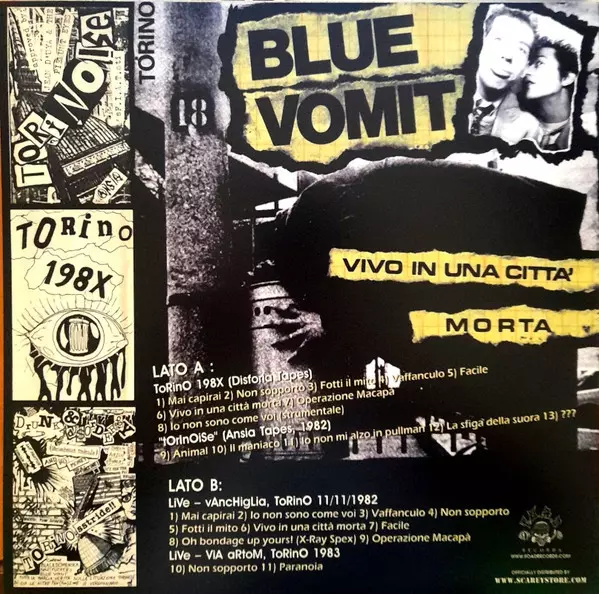 TORINOISE
ANSIA
TORINO
198X
TORINO
18
BLUE
VOMIT
VIVO IN UNA CITTA'
MORTA
LATO A :
ToRinO 198X (Disforia Tapes)
1) Mai capirai 2) Non sopporto 3) Fotti il mito 4) Vaffanculo 5) Facile
6) Vivo in una città morta 7) Operazione Macapà
8) Io non sono come voi (strumentale)
"TOrInOiSe" (Ansia Tapes, 1982)
9) Animal 10) Il maniaco 11) Io non mi alzo in pullman 12) La sfiga della suora 13) ???
LATO B:
LiVe – vAncHigLia, ToRinO 11/11/1982
1) Mai capirai 2) Io non sono come voi 3) Vaffanculo 4) Non sopporto
5) Fotti il mito 6) Vivo in una città morta 7) Facile
8) Oh bondage up yours! (X-Ray Spex) 9) Operazione Macapà
LiVe – VIA aRtoM, ToRinO 1983
10) Non sopporto 11) Paranoia
RECORDS
OFFICIALLY DISTRIBUTED BY
WWW.SCAREYSTORE.COM